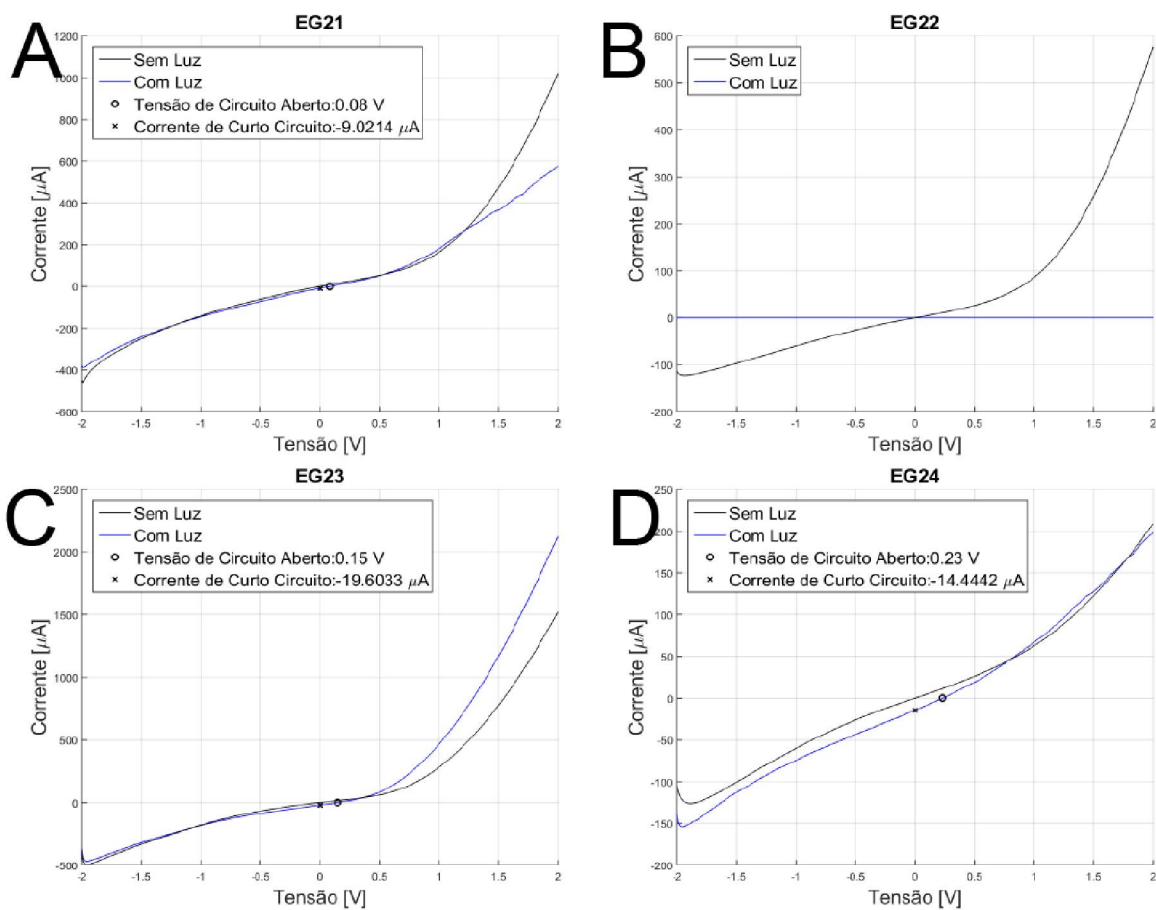 A
EG21
Sem Luz
Com Luz
Tensão de Circuito Aberto:0.08 V
Corrente de Curto Circuito:-9.0214 μA
1200
1000
800
600
400
200
0
-200
-400
-600
Corrente [μA]
-2 -1.5 -1 -0.5 0 0.5 1 1.5 2
Tensão [V]
B
EG22
Sem Luz
Com Luz
600
500
400
300
200
100
0
-100
-200
Corrente [μA]
-2 -1.5 -1 -0.5 0 0.5 1 1.5 2
Tensão [V]
C
EG23
Sem Luz
Com Luz
Tensão de Circuito Aberto:0.15 V
Corrente de Curto Circuito:-19.6033 μA
2500
2000
1500
1000
500
0
-500
Corrente [μA]
-2 -1.5 -1 -0.5 0 0.5 1 1.5 2
Tensão [V]
D
EG24
Sem Luz
Com Luz
Tensão de Circuito Aberto:0.23 V
Corrente de Curto Circuito:-14.4442 μA
250
200
150
100
50
0
-50
-100
-150
-200
Corrente [μA]
-2 -1.5 -1 -0.5 0 0.5 1 1.5 2
Tensão [V]